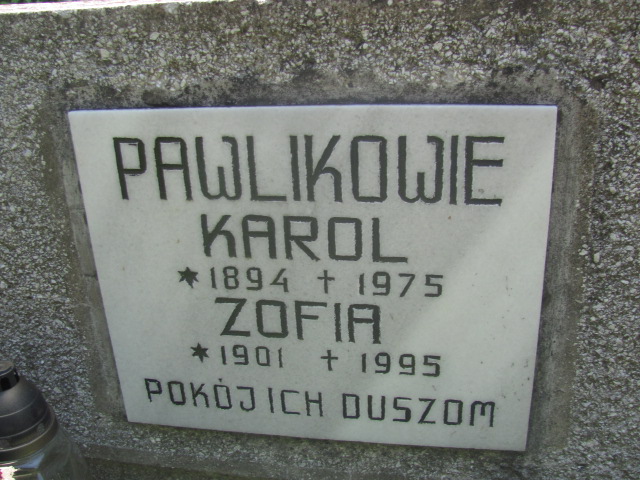 PAWLIKOWIE
KAROL
*1894 †1975
ZOFIA
*1901 †1995
POKÓJ ICH DUSZOM